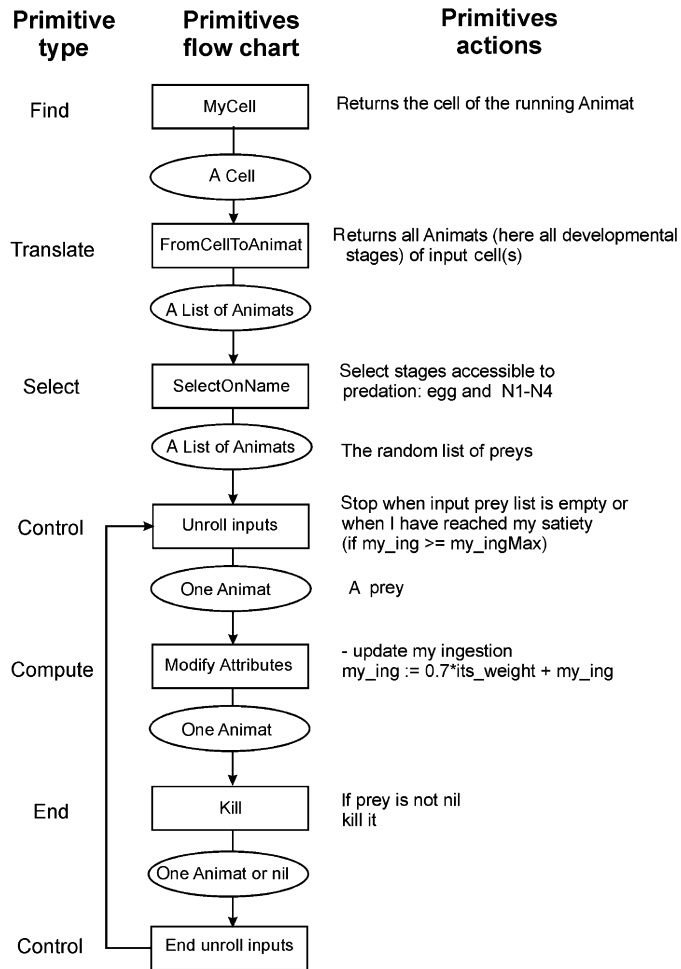 Primitive type
Primitives flow chart
Primitives actions
Find
MyCell
Returns the cell of the running Animat
A Cell
Translate
FromCellToAnimat
Returns all Animats (here all developmental
stages) of input cell(s)
A List of Animats
Select
SelectOnName
Select stages accessible to
predation: egg and N1-N4
A List of Animats
The random list of preys
Control
Unroll inputs
Stop when input prey list is empty or
when I have reached my satiety
(if my_ing >= my_ingMax)
One Animat
A prey
Compute
Modify Attributes
- update my ingestion
my_ing := 0.7*its_weight + my_ing
One Animat
End
Kill
If prey is not nil
kill it
One Animat or nil
Control
End unroll inputs